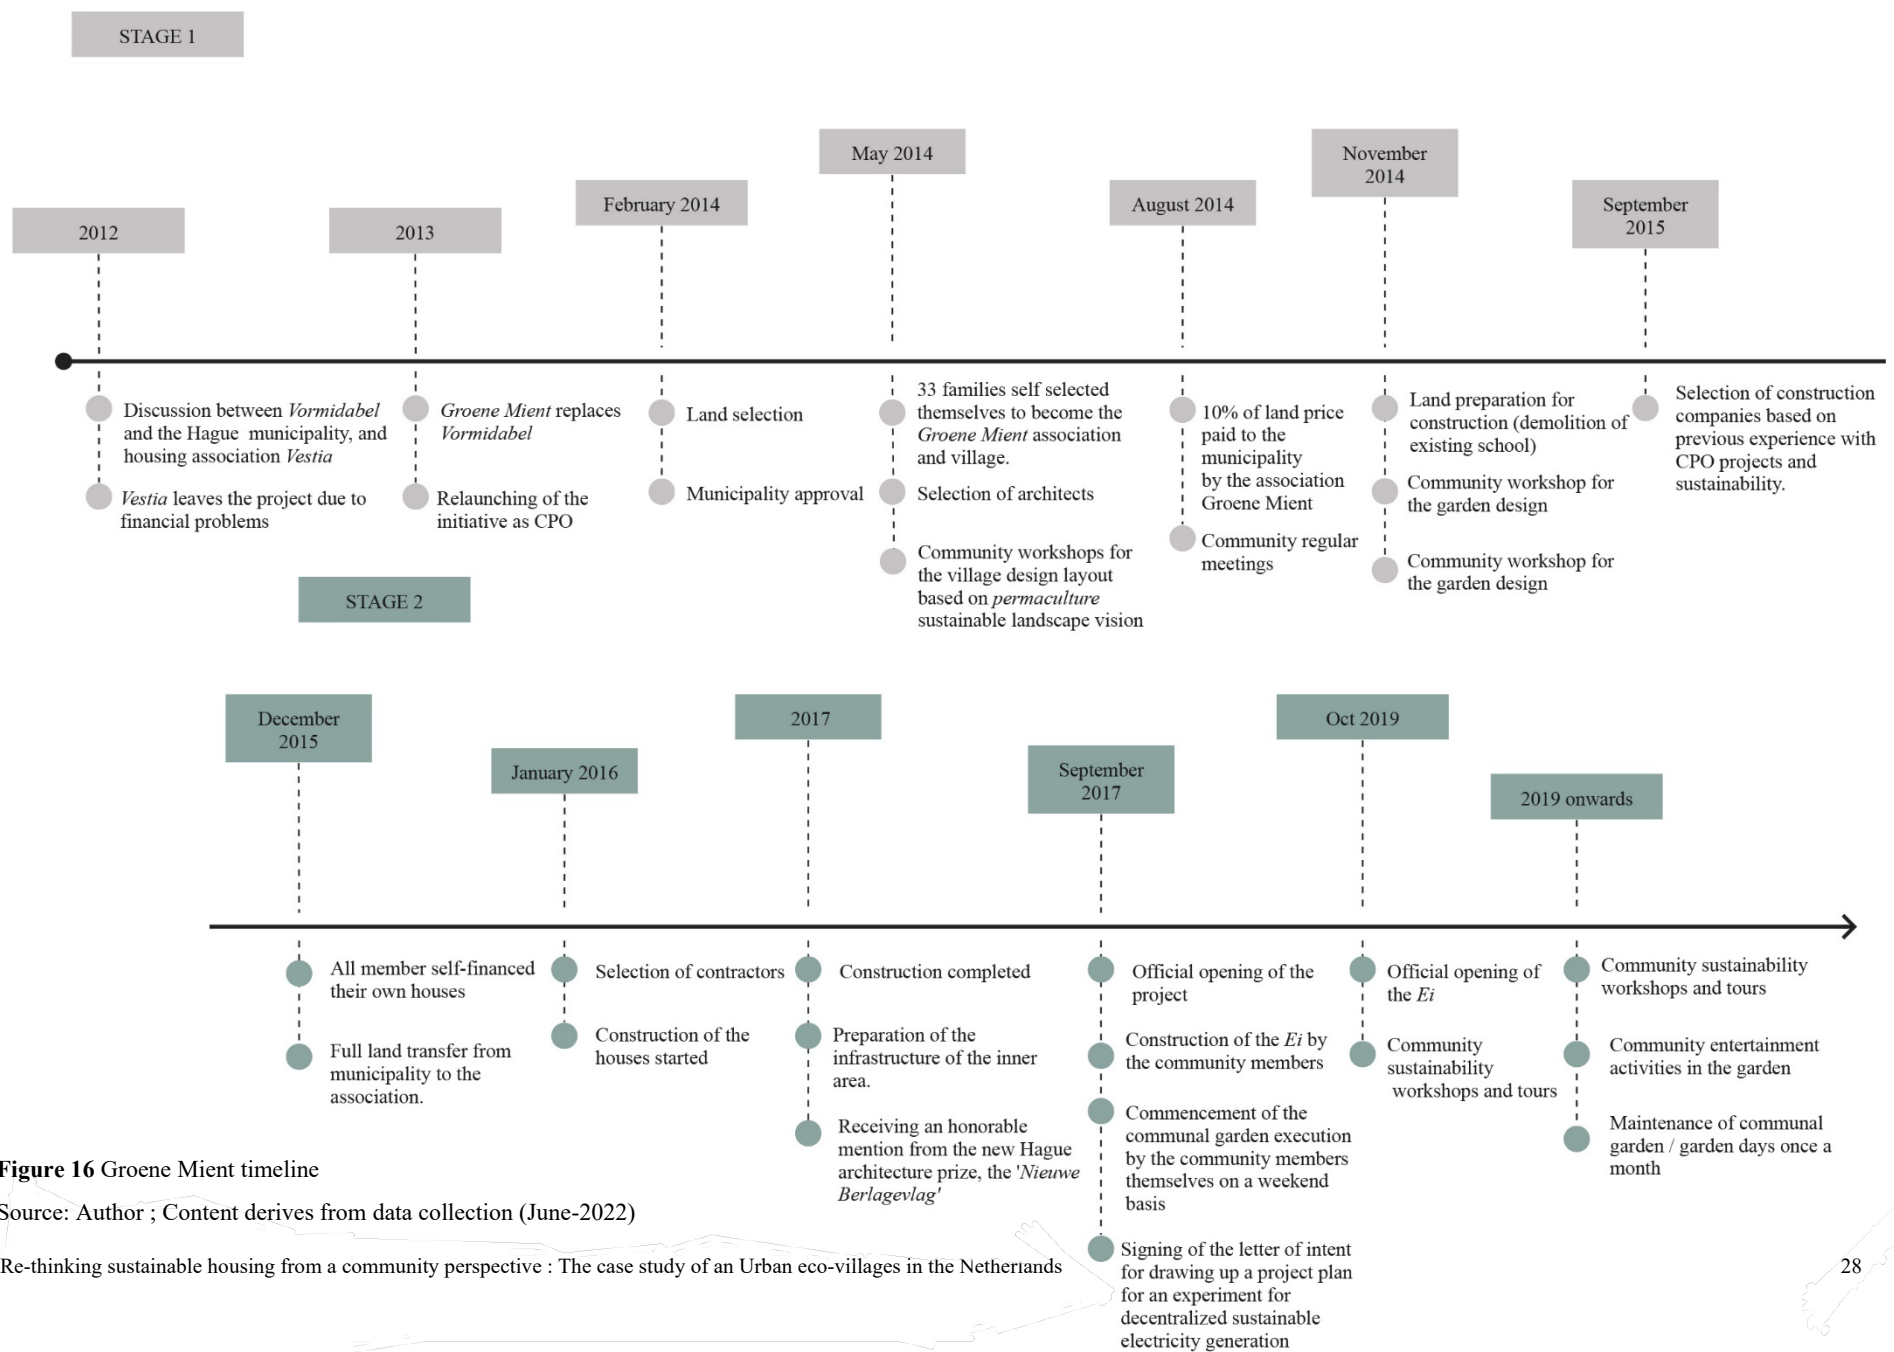 STAGE 1
2012
Discussion between Vormidabel
and the Hague municipality, and
housing association Vestia
Vestia leaves the project due to
financial problems
2013
Groene Mient replaces
Vormidabel
Relaunching of the
initiative as CPO
February 2014
Land selection
Municipality approval
May 2014
33 families self selected
themselves to become the
Groene Mient association
and village.
Selection of architects
Community workshops for
the village design layout
based on permaculture
sustainable landscape vision
August 2014
10% of land price
paid to the
municipality
by the association
Groene Mient
Community regular
meetings
November
2014
Land preparation for
construction (demolition of
existing school)
Community workshop for
the garden design
Community workshop for
the garden design
September
2015
Selection of construction
companies based on
previous experience with
CPO projects and
sustainability.
STAGE 2
December
2015
All member self-financed
their own houses
Full land transfer from
municipality to the
association.
January 2016
Selection of contractors
Construction of the
houses started
2017
Construction completed
Preparation of the
infrastructure of the inner
area.
Receiving an honorable
mention from the new Hague
architecture prize, the 'Nieuwe
Berlagevlag'
September
2017
Official opening of the
project
Construction of the Ei by
the community members
Commencement of the
communal garden execution
by the community members
themselves on a weekend
basis
Signing of the letter of intent
for drawing up a project plan
for an experiment for
decentralized sustainable
electricity generation
Oct 2019
Official opening of
the Ei
Community
sustainability
workshops and tours
2019 onwards
Community sustainability
workshops and tours
Community entertainment
activities in the garden
Maintenance of communal
garden / garden days once a
month
Figure 16 Groene Mient timeline
Source: Author ; Content derives from data collection (June-2022)
Re-thinking sustainable housing from a community perspective : The case study of an Urban eco-villages in the Netherlands
28